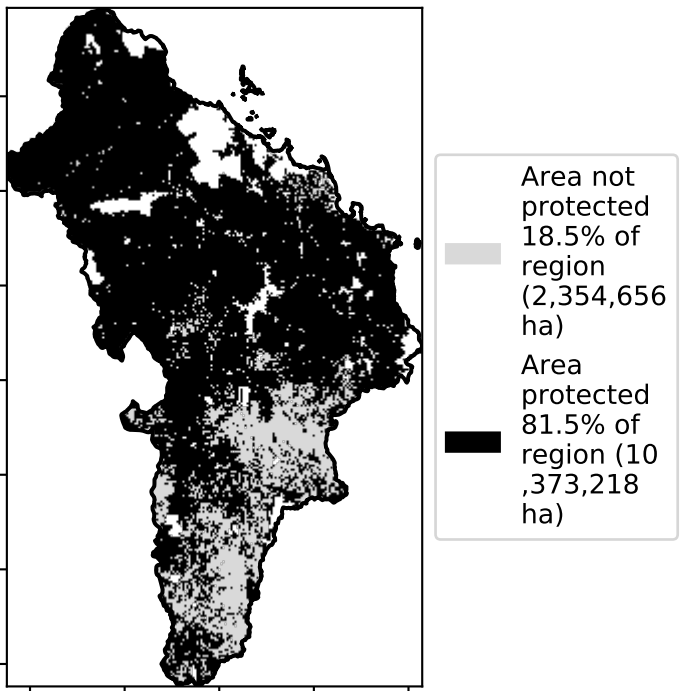 Area not
protected
18.5% of
region
(2,354,656
ha)
Area
protected
81.5% of
region (10
,373,218
ha)